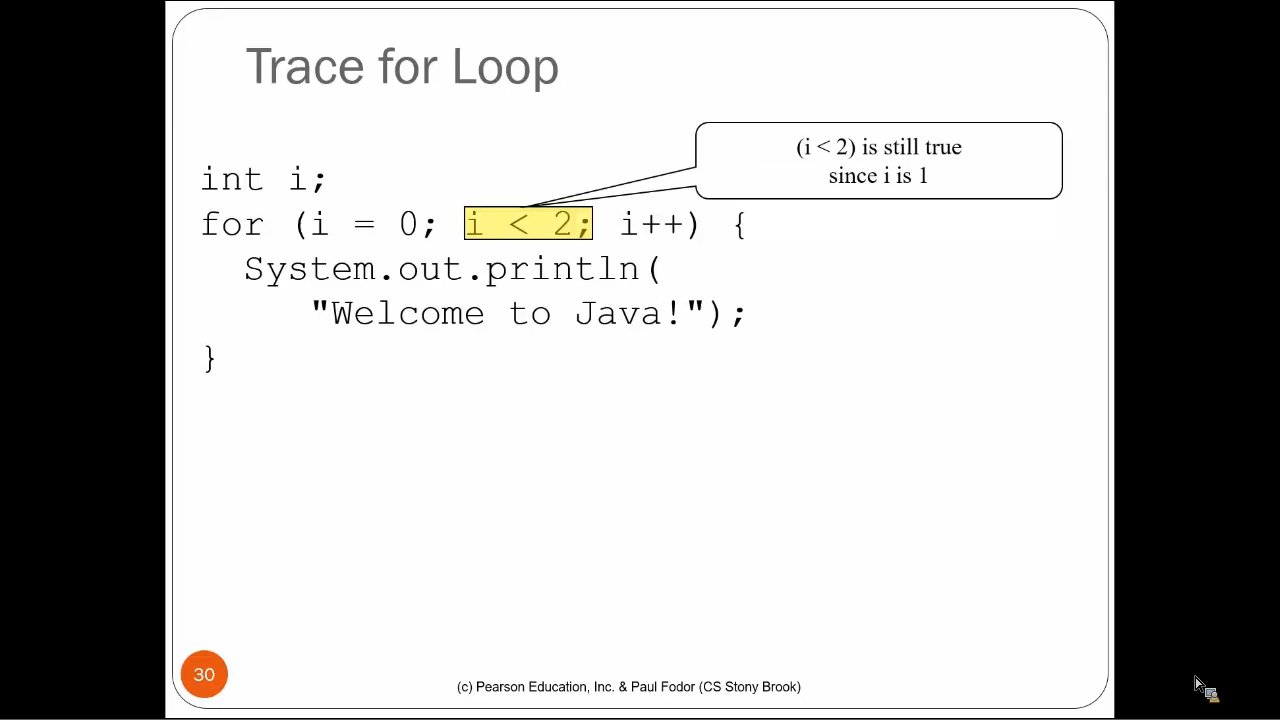 Trace for Loop
(i < 2) is still true
since i is 1
int i;
for (i = 0; i < 2; i++) {
  System.out.println(
     "Welcome to Java!");
}
30
(c) Pearson Education, Inc. & Paul Fodor (CS Stony Brook)